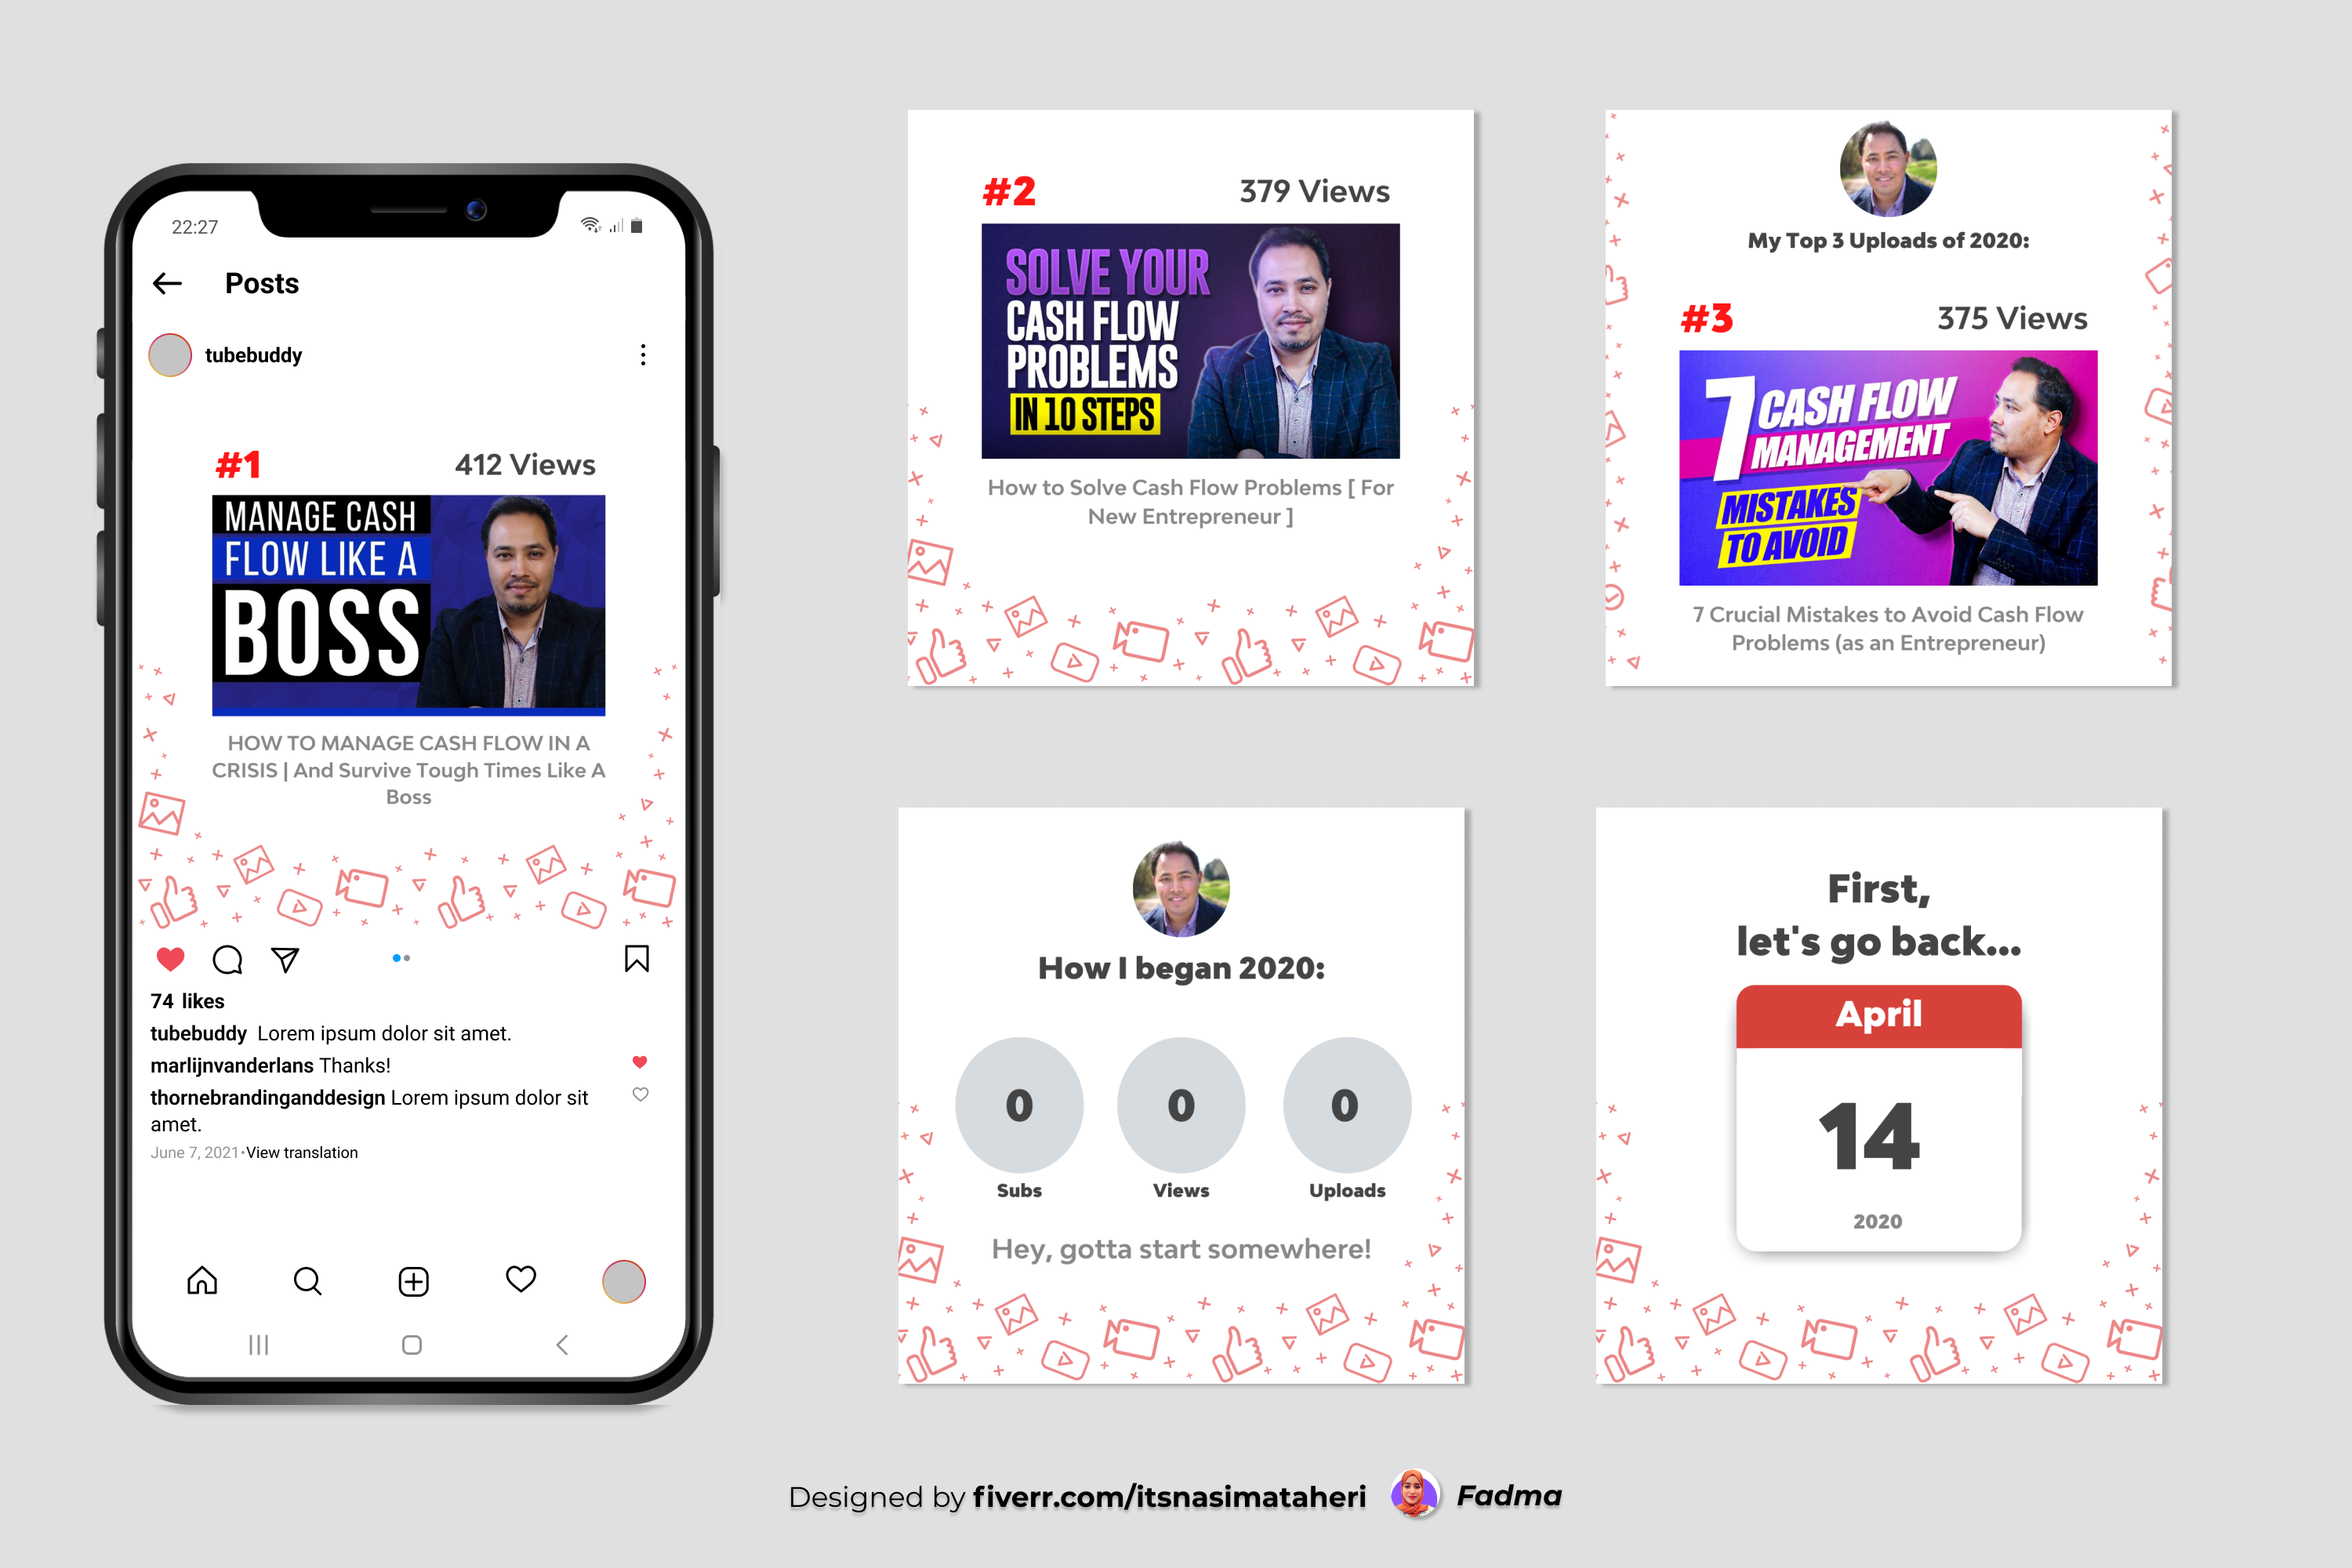 22:27
Posts
tubebuddy
#1
412 Views
MANAGE CASH
FLOW LIKE A
BOSS
HOW TO MANAGE CASH FLOW IN A
CRISIS | And Survive Tough Times Like A
Boss
74 likes
tubebuddy Lorem ipsum dolor sit amet.
marlijnvanderlans Thanks!
thornebrandinganddesign Lorem ipsum dolor sit
amet.
June 7, 2021•View translation
#2
379 Views
SOLVE YOUR
CASH FLOW
PROBLEMS
IN 10 STEPS
How to Solve Cash Flow Problems [ For
New Entrepreneur ]
My Top 3 Uploads of 2020:
#3
375 Views
7 CASH FLOW
MANAGEMENT
MISTAKES
TO AVOID
7 Crucial Mistakes to Avoid Cash Flow
Problems (as an Entrepreneur)
How I began 2020:
0 0 0
Subs Views Uploads
Hey, gotta start somewhere!
First,
let's go back...
April
14
2020
Designed by fiverr.com/itsnasimataheri Fadma